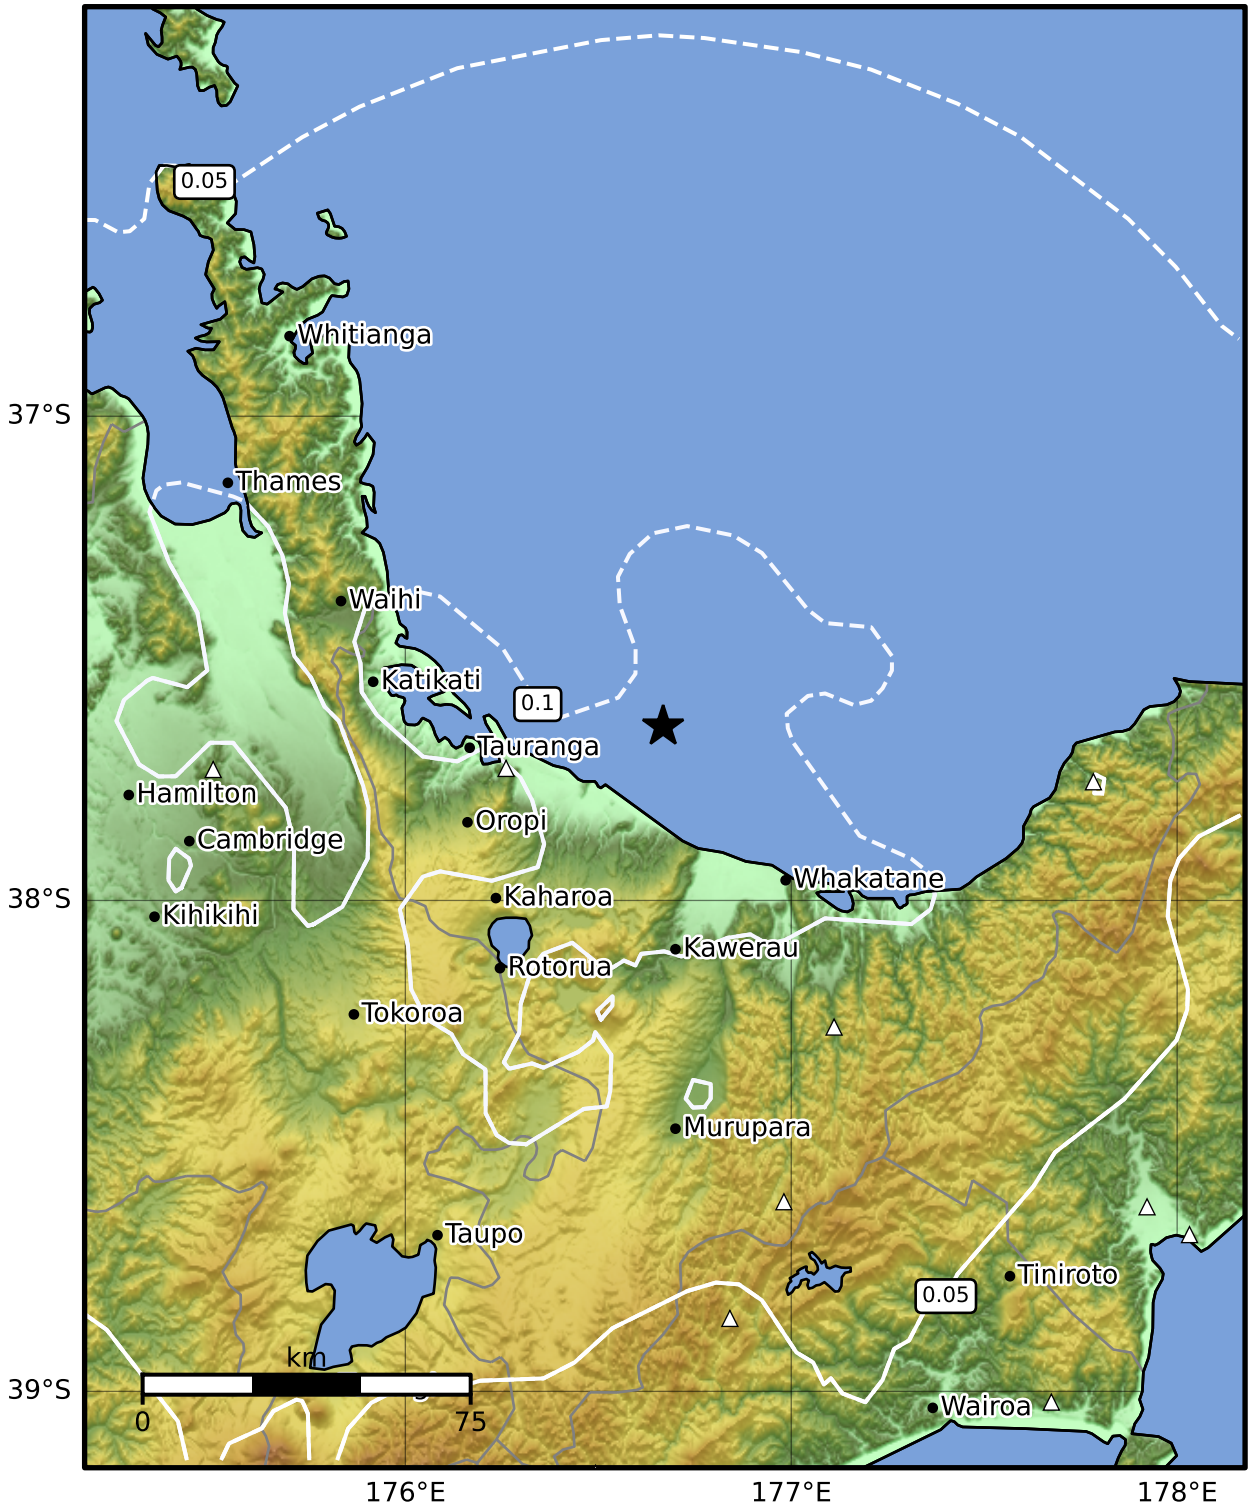 0.05
Whitianga
37°S
Thames
Waihi
Katikati
0.1
Tauranga
Hamilton
Oropi
Cambridge
Whakatane
38°S
Kaharoa
Kihikihi
Kawerau
Rotorua
Tokoroa
Murupara
Taupo
Tiniroto
0.05
km
39°S
Wairoa
0
75
176°E
177°E
178°E